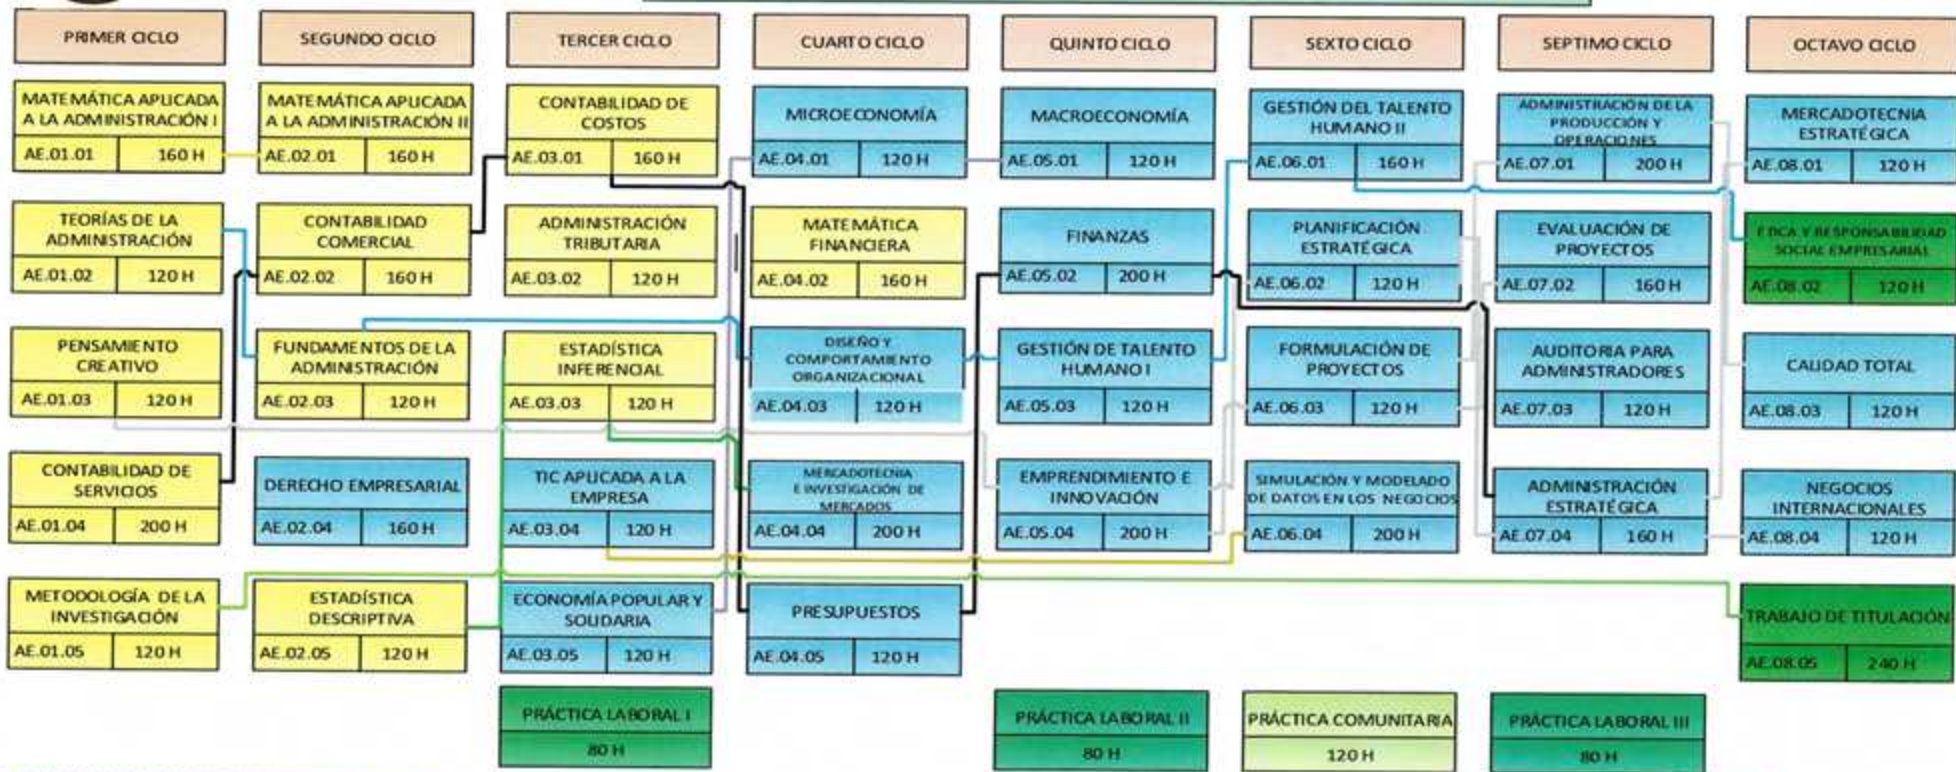 PRIMER CICLO
SEGUNDO CICLO
TERCER CICLO
CUARTO CICLO
QUINTO CICLO
SEXTO CICLO
SEPTIMO CICLO
OCTAVO CICLO
MATEMÁTICA APLICADA
A LA ADMINISTRACIÓN I
AE.01.01 160 H
MATEMÁTICA APLICADA
A LA ADMINISTRACIÓN II
AE.02.01 160 H
CONTABILIDAD DE
COSTOS
AE.03.01 160 H
MICROECONOMÍA
AE.04.01 120 H
MACROECONOMÍA
AE.05.01 120 H
GESTIÓN DEL TALENTO
HUMANO II
AE.06.01 160 H
ADMINISTRACIÓN DE LA
PRODUCCIÓN Y
OPERACIONES
AE.07.01 200 H
MERCADOTECNIA
ESTRATÉGICA
AE.08.01 120 H
TEORÍAS DE LA
ADMINISTRACIÓN
AE.01.02 120 H
CONTABILIDAD
COMERCIAL
AE.02.02 160 H
ADMINISTRACIÓN
TRIBUTARIA
AE.03.02 120 H
MATEMÁTICA
FINANCIERA
AE.04.02 160 H
FINANZAS
AE.05.02 200 H
PLANIFICACIÓN
ESTRATÉGICA
AE.06.02 120 H
EVALUACIÓN DE
PROYECTOS
AE.07.02 160 H
ETICA Y RESPONSABILIDAD
SOCIAL EMPRESARIAL
AE.08.02 120 H
PENSAMIENTO
CREATIVO
AE.01.03 120 H
FUNDAMENTOS DE LA
ADMINISTRACIÓN
AE.02.03 120 H
ESTADÍSTICA
INFERENCIAL
AE.03.03 120 H
DISEÑO Y
COMPORTAMIENTO
ORGANIZACIONAL
AE.04.03 120 H
GESTIÓN DE TALENTO
HUMANO I
AE.05.03 120 H
FORMULACIÓN DE
PROYECTOS
AE.06.03 120 H
AUDITORIA PARA
ADMINISTRADORES
AE.07.03 120 H
CALIDAD TOTAL
AE.08.03 120 H
CONTABILIDAD DE
SERVICIOS
AE.01.04 200 H
DERECHO EMPRESARIAL
AE.02.04 160 H
TIC APLICADA A LA
EMPRESA
AE.03.04 120 H
MERCADOTECNIA
E INVESTIGACIÓN DE
MERCADOS
AE.04.04 200 H
EMPRENDIMIENTO E
INNOVACIÓN
AE.05.04 200 H
SIMULACIÓN Y MODELADO
DE DATOS EN LOS NEGOCIOS
AE.06.04 200 H
ADMINISTRACIÓN
ESTRATÉGICA
AE.07.04 160 H
NEGOCIOS
INTERNACIONALES
AE.08.04 120 H
METODOLOGÍA DE LA
INVESTIGACIÓN
AE.01.05 120 H
ESTADÍSTICA
DESCRIPTIVA
AE.02.05 120 H
ECONOMÍA POPULAR Y
SOLIDARIA
AE.03.05 120 H
PRESUPUESTOS
AE.04.05 120 H
TRABAJO DE TITULACIÓN
AE.08.05 240 H
PRÁCTICA LABORAL I
80 H
PRÁCTICA LABORAL II
80 H
PRÁCTICA COMUNITARIA
120 H
PRÁCTICA LABORAL III
80 H